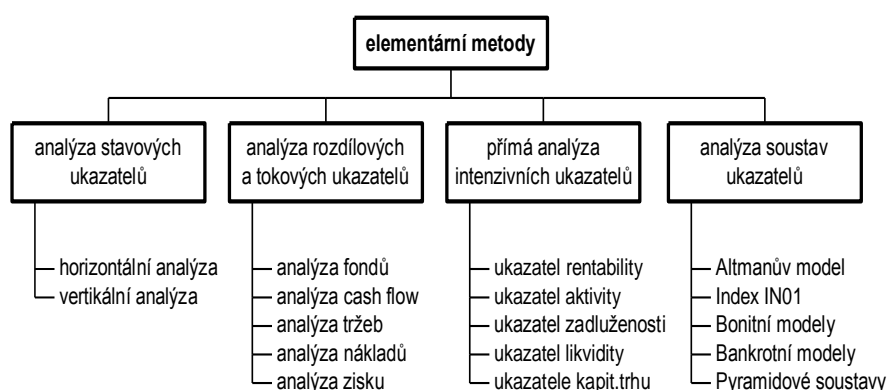 elementární metody
analýza stavových
ukazatelů
analýza rozdílových
a tokových ukazatelů
přímá analýza
intenzivních ukazatelů
analýza soustav
ukazatelů
horizontální analýza
vertikální analýza
analýza fondů
analýza cash flow
analýza tržeb
analýza nákladů
analýza zisku
ukazatel rentability
ukazatel aktivity
ukazatel zadluženosti
ukazatel likvidity
ukazatele kapit.trhu
Altmanův model
Index IN01
Bonitní modely
Bankrotní modely
Pyramidové soustavy